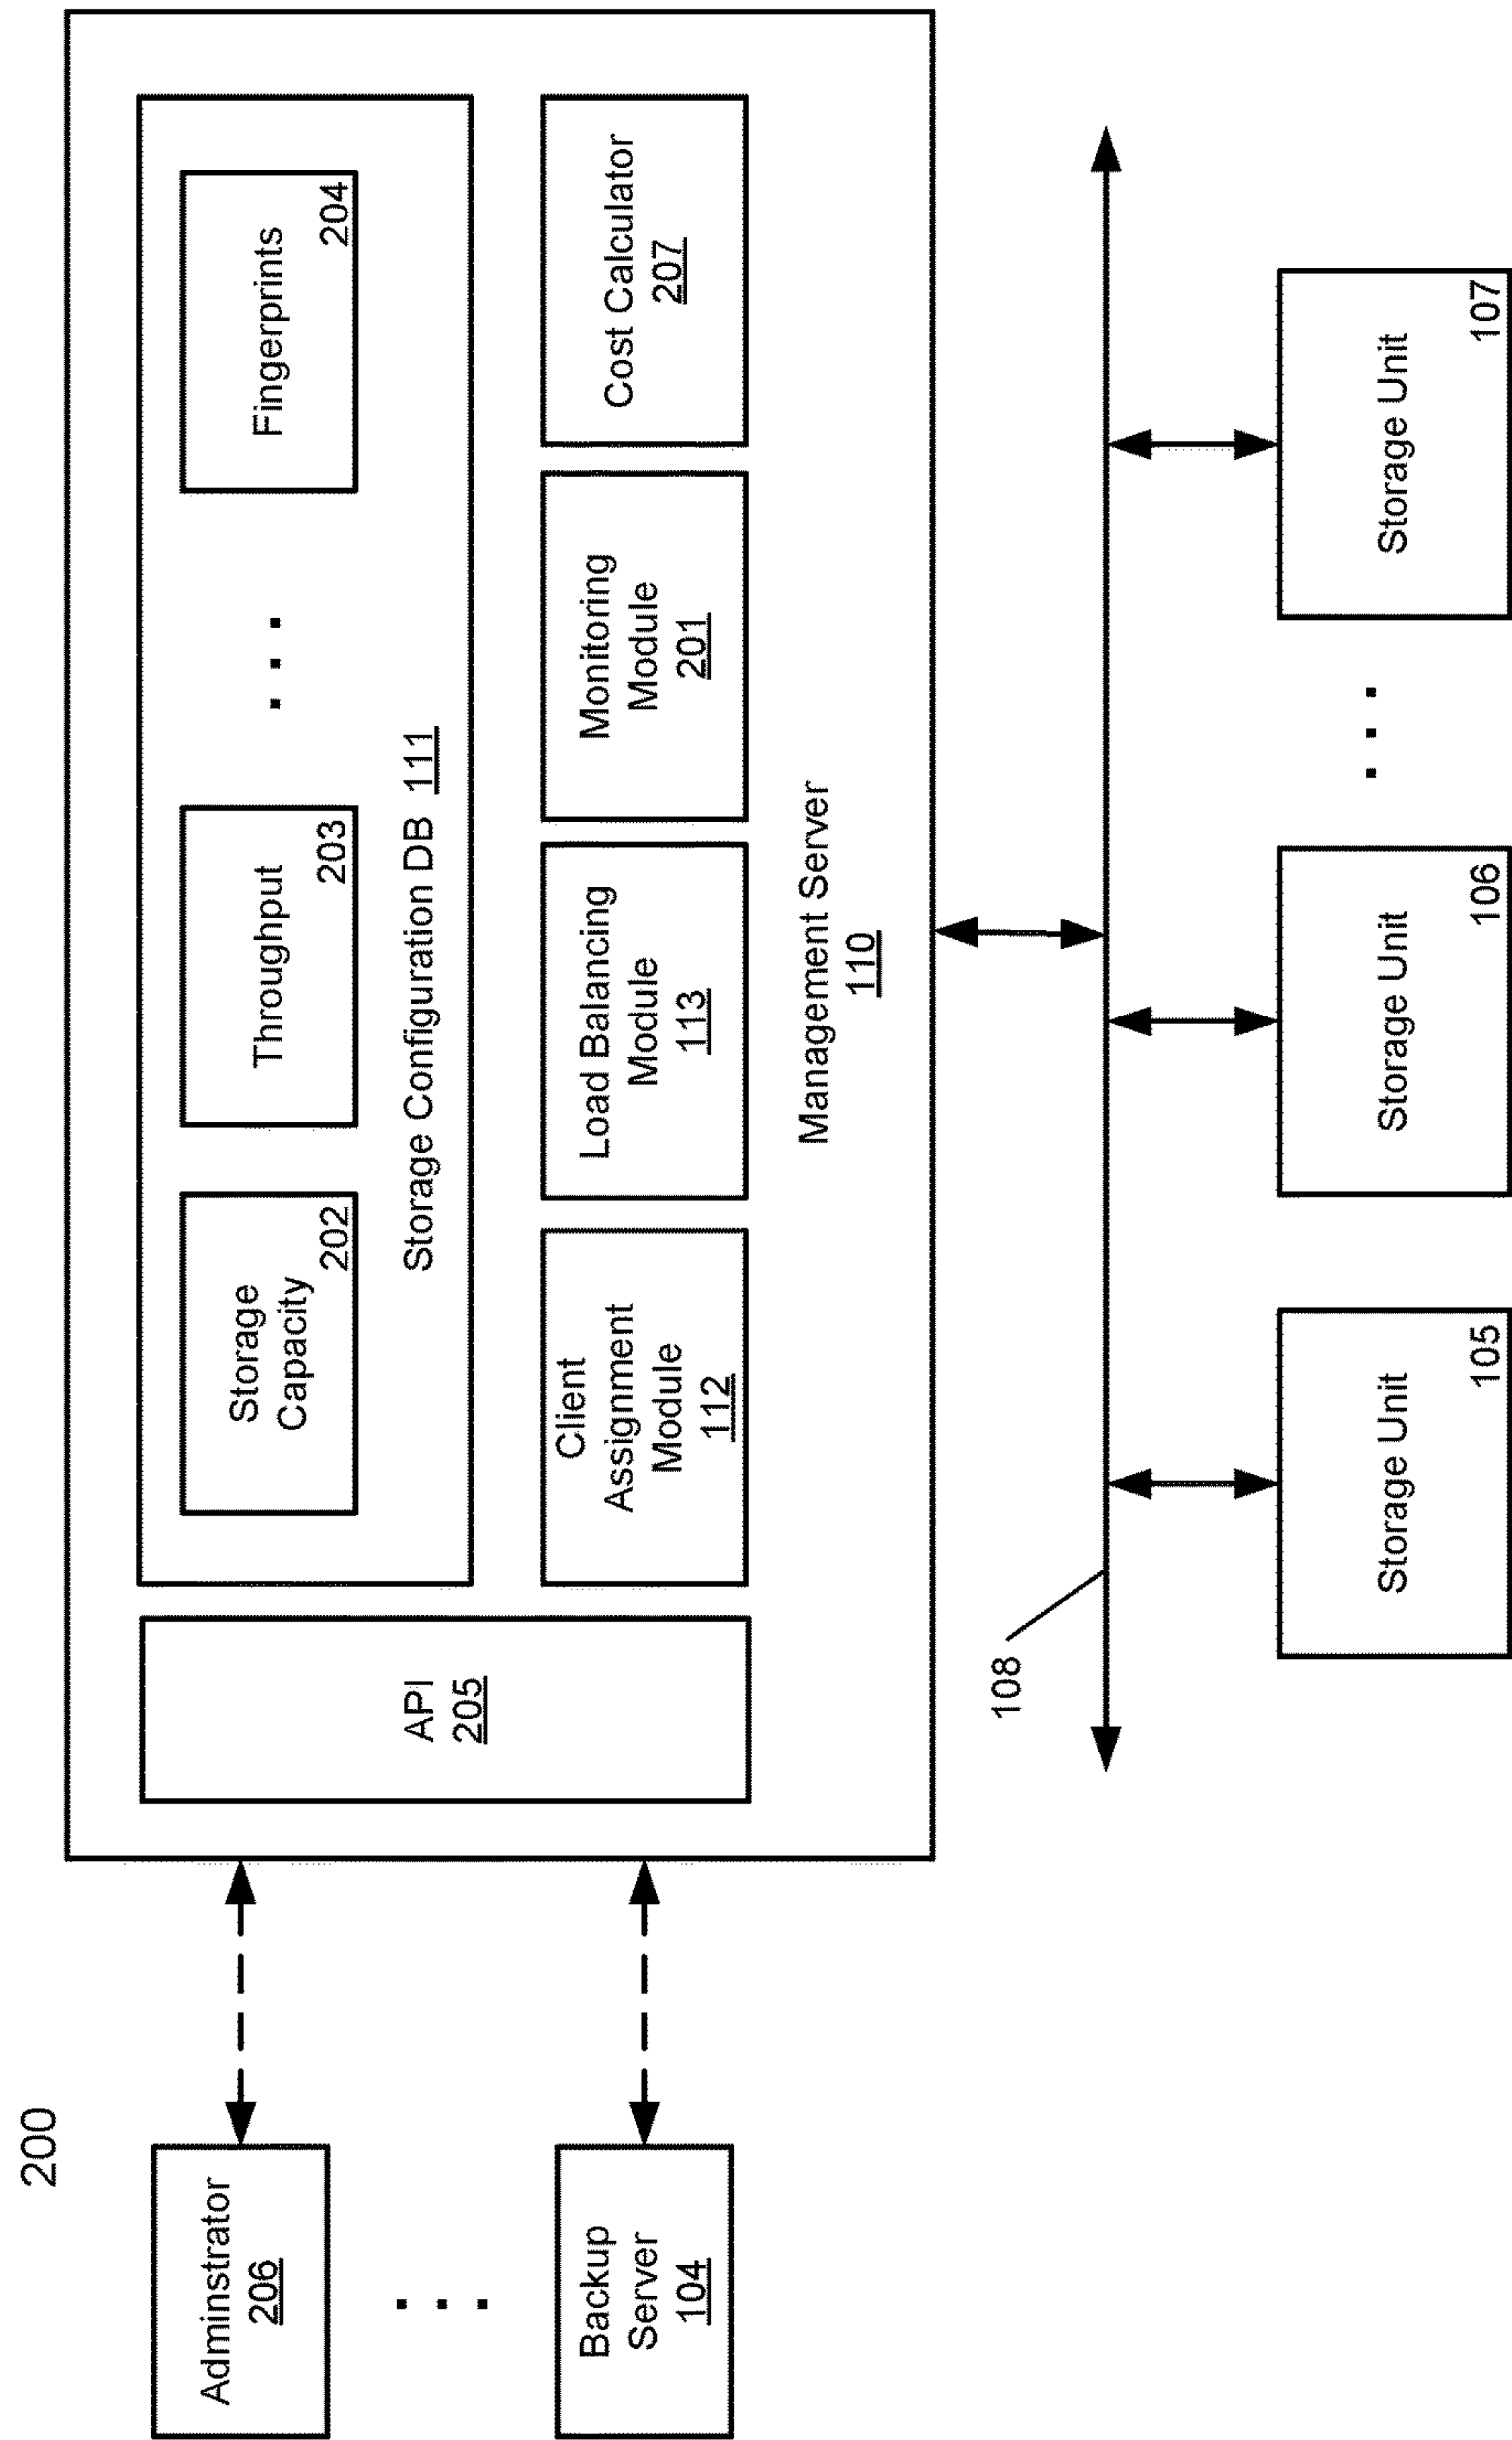 200
Adminstrator
206
Backup
Server
104
API
205
Storage
Capacity
202
Throughput
203
. . .
Fingerprints
204
Storage Configuration DB 111
Client
Assignment
Module
112
Load Balancing
Module
113
Monitoring
Module
201
Cost Calculator
207
Management Server
110
108
Storage Unit
105
Storage Unit
106
. . .
Storage Unit
107